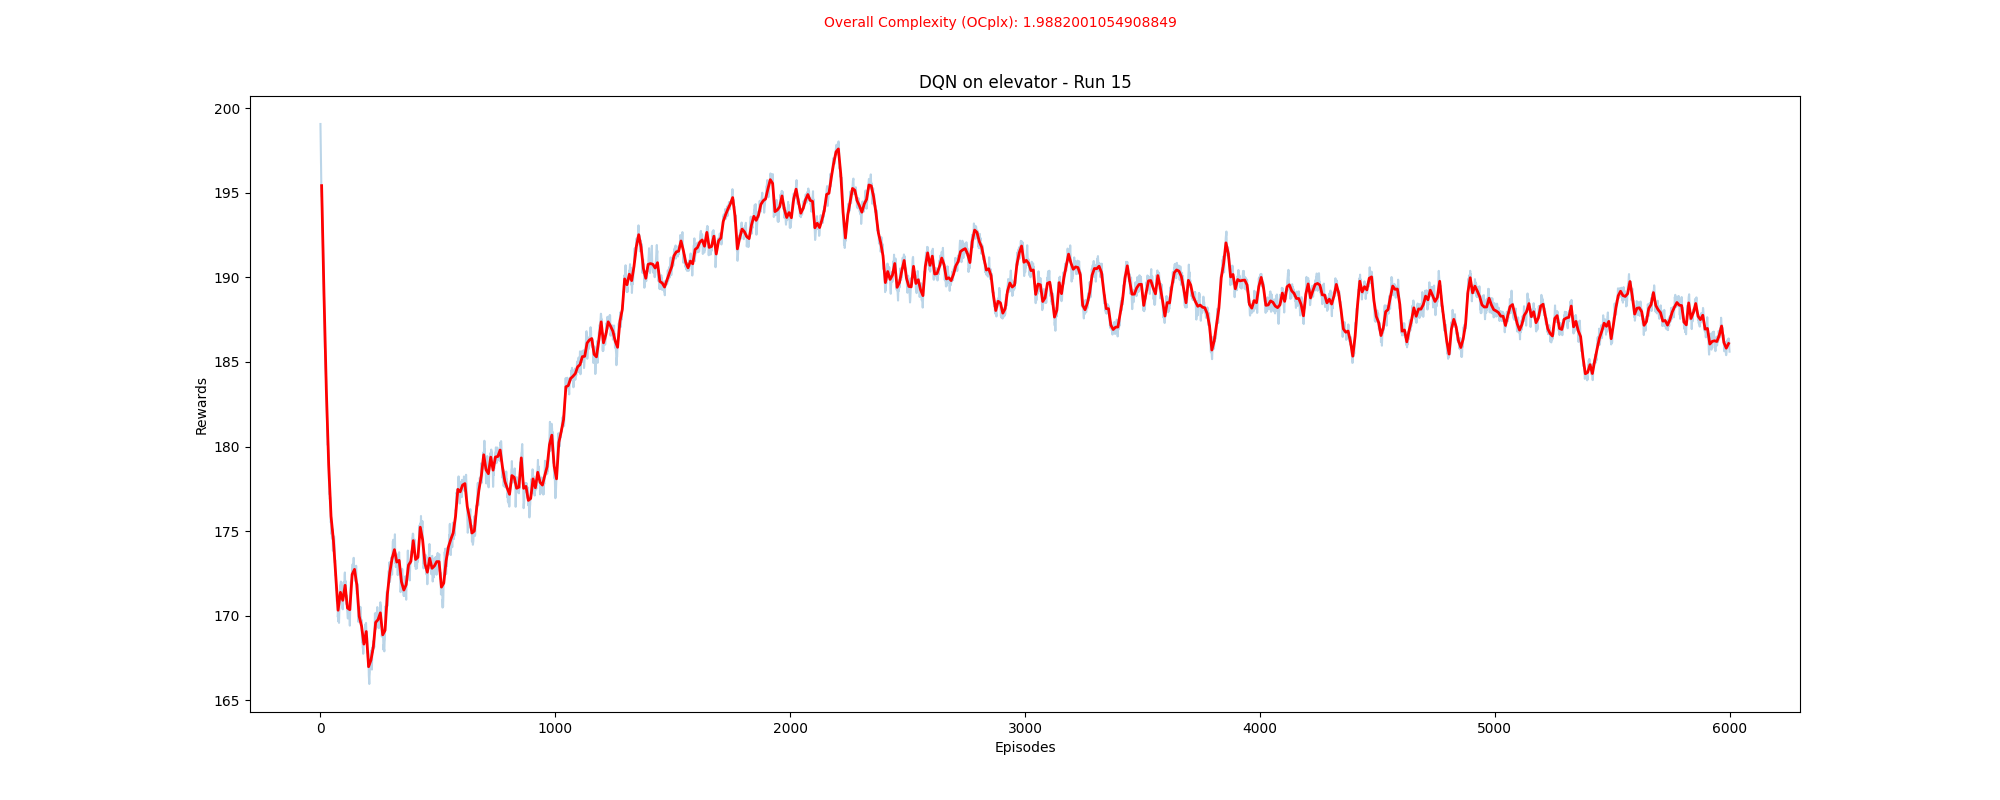 Overall Complexity (OCplx): 1.9882001054908849
DQN on elevator - Run 15
200
195
190
185
180
175
170
165
Rewards
0 1000 2000 3000 4000 5000 6000
Episodes